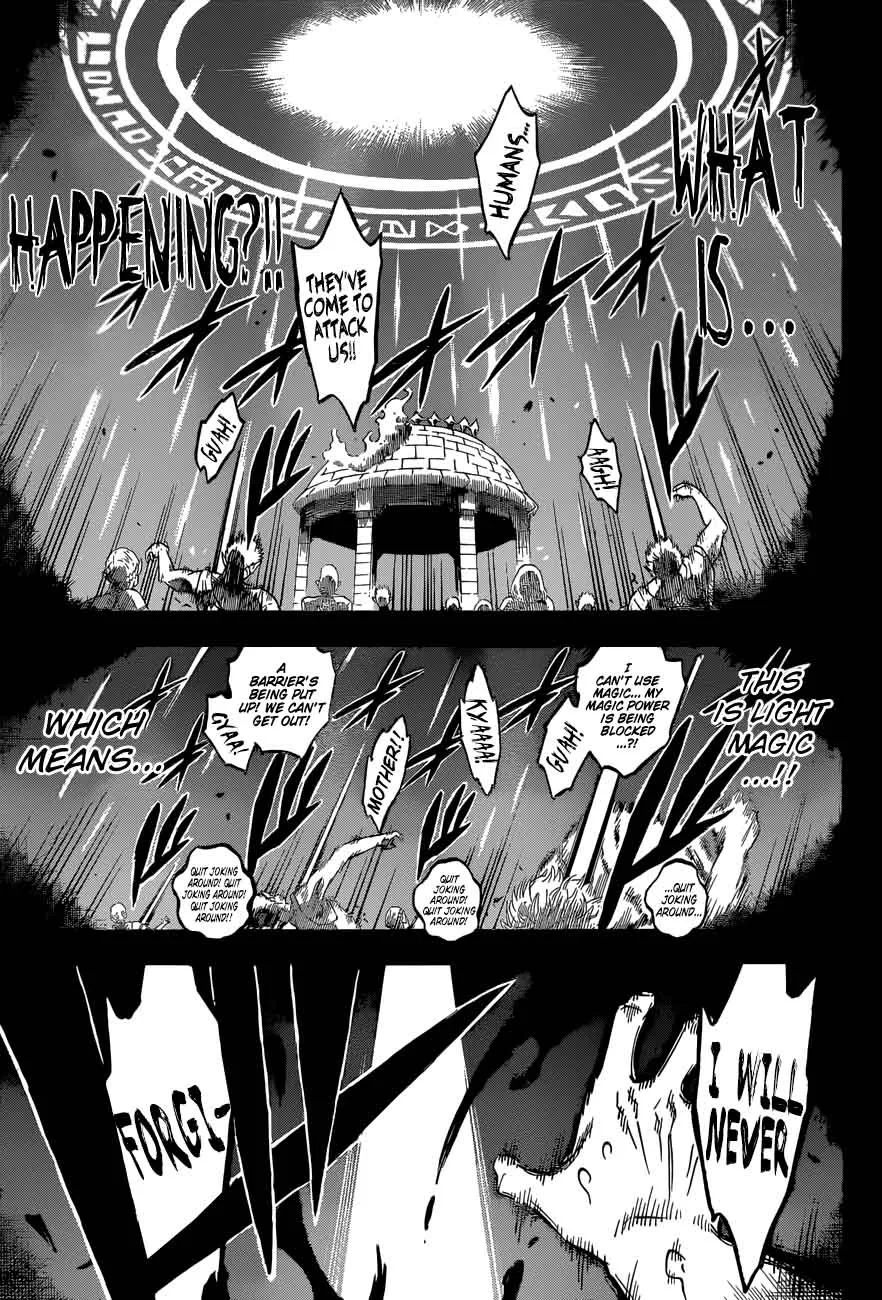 WHAT
IS...
HUMANS...
THEY'VE
COME TO
ATTACK
US!!
HAPPENING?!!
AAGH!
GUAH!
THIS
IS LIGHT
MAGIC
...!!
I
CAN'T USE
MAGIC... MY
MAGIC POWER
IS BEING
BLOCKED
...?!
GUAH!
KYAAAA!
MOTHER!!
A
BARRIER'S
BEING PUT
UP! WE CAN'T
GET OUT!
GYAA!
WHICH
MEANS...
...QUIT
JOKING
AROUND...
QUIT
JOKING
AROUND!
QUIT JOKING
AROUND!
QUIT JOKING
AROUND! QUIT
JOKING AROUND!
QUIT JOKING
AROUND!!
I WILL
NEVER
FORGI-